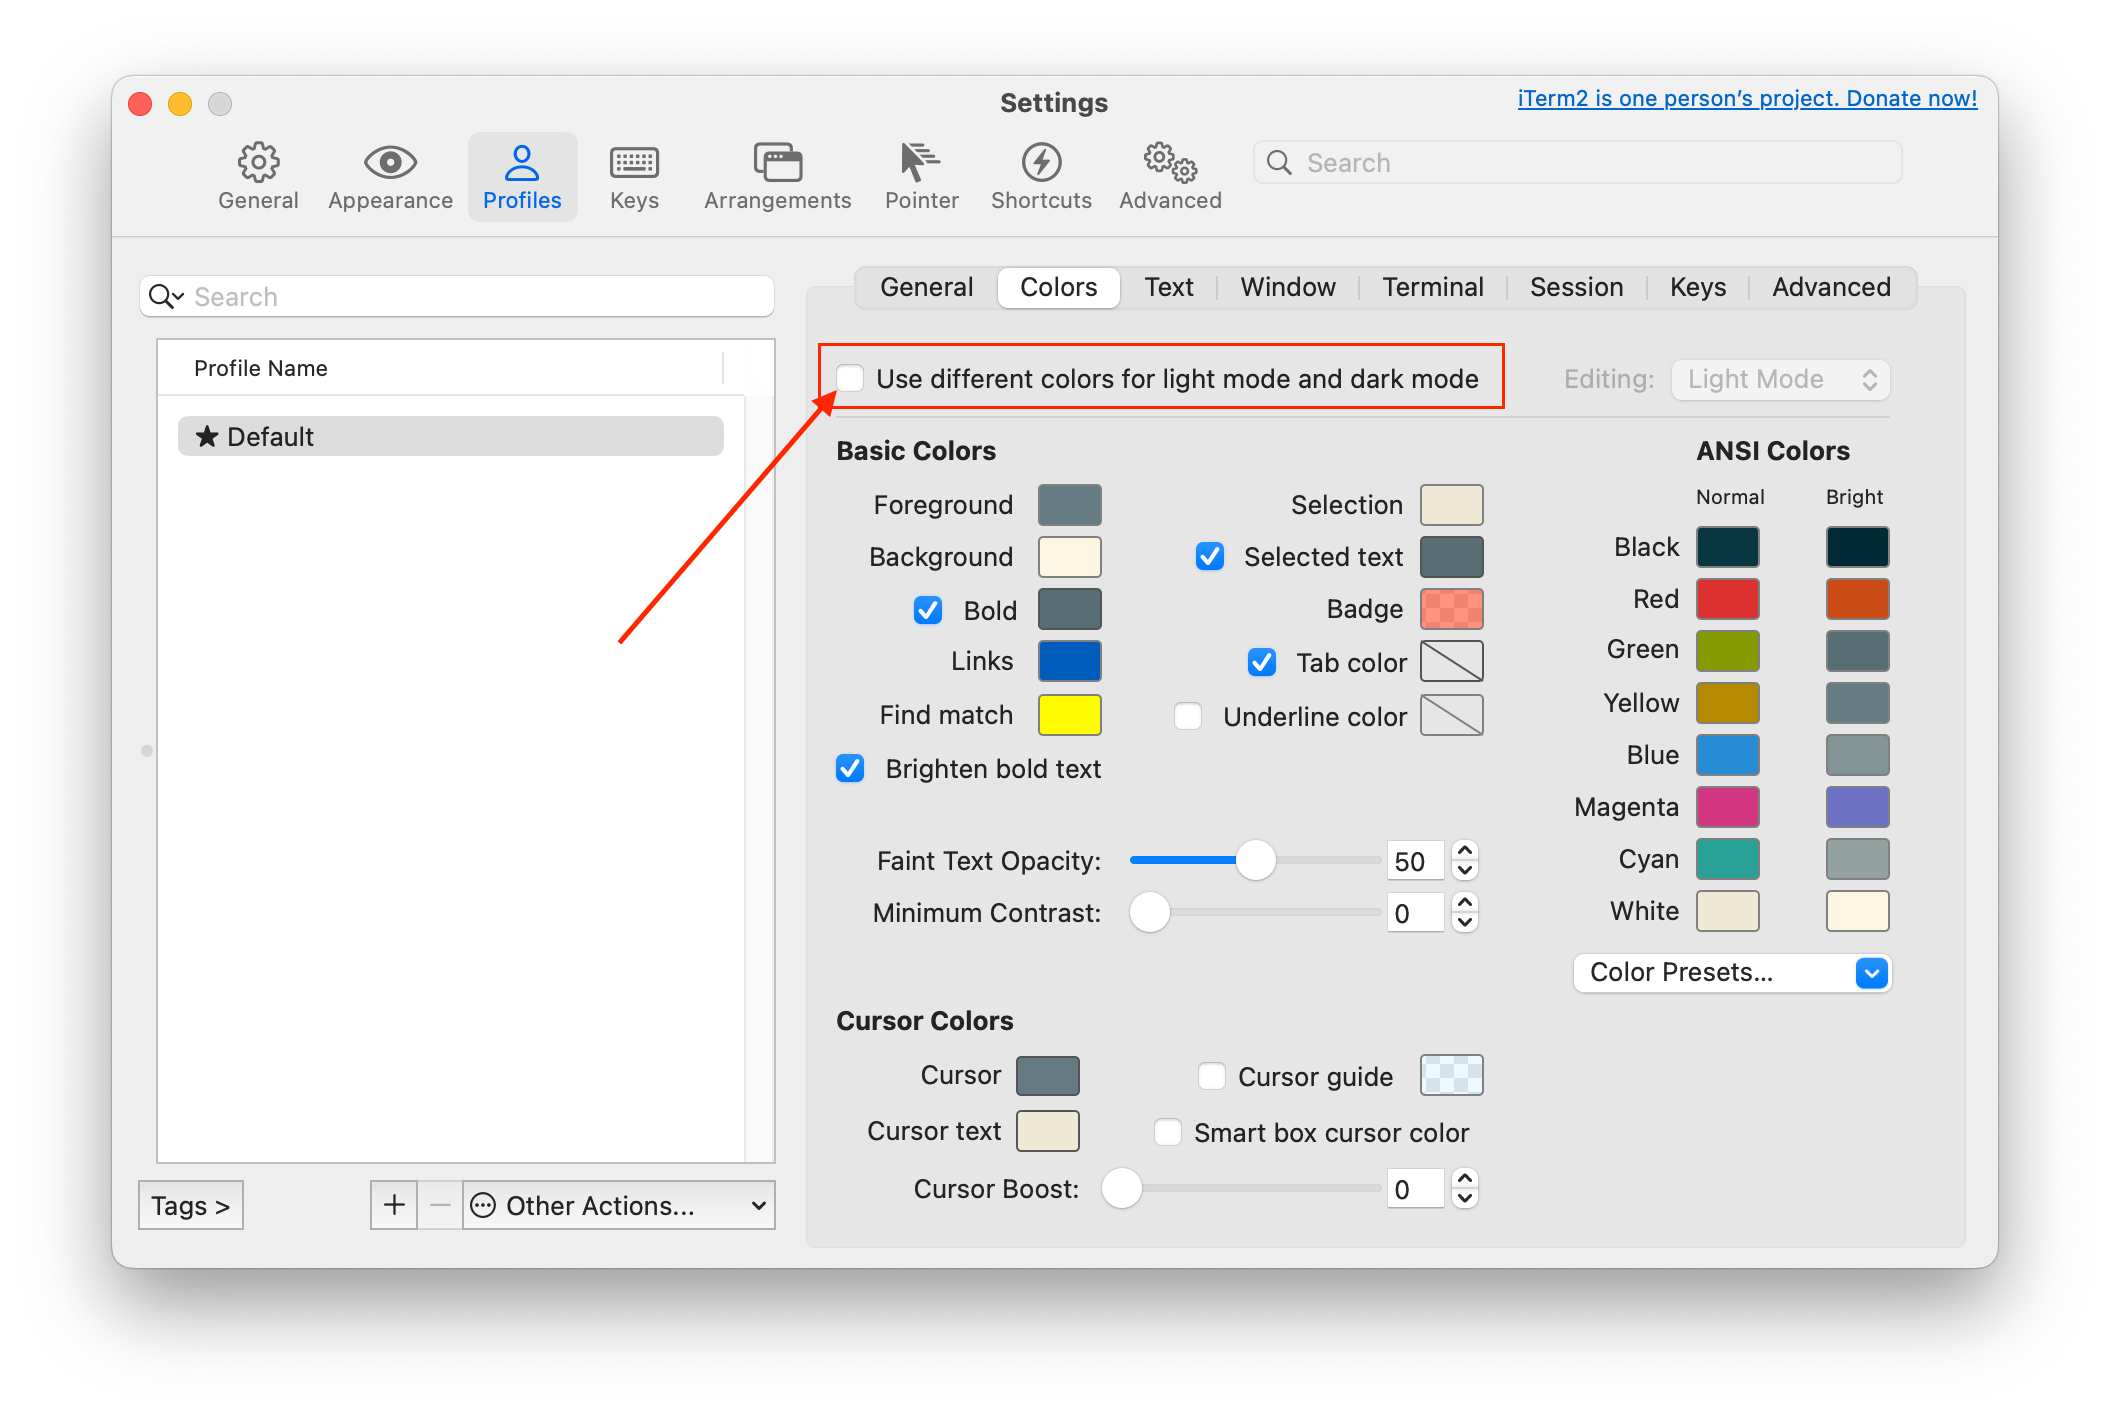 Settings
iTerm2 is one person's project. Donate now!
General
Appearance
Profiles
Keys
Arrangements
Pointer
Shortcuts
Advanced
Search
Search
Profile Name
★ Default
Tags >
+
−
Other Actions...
General
Colors
Text
Window
Terminal
Session
Keys
Advanced
Use different colors for light mode and dark mode
Editing: Light Mode
Basic Colors
Foreground
Background
Bold
Links
Find match
Brighten bold text
Selection
Selected text
Badge
Tab color
Underline color
Faint Text Opacity: 50
Minimum Contrast: 0
Cursor Colors
Cursor
Cursor text
Cursor guide
Smart box cursor color
Cursor Boost: 0
ANSI Colors
Normal Bright
Black
Red
Green
Yellow
Blue
Magenta
Cyan
White
Color Presets...